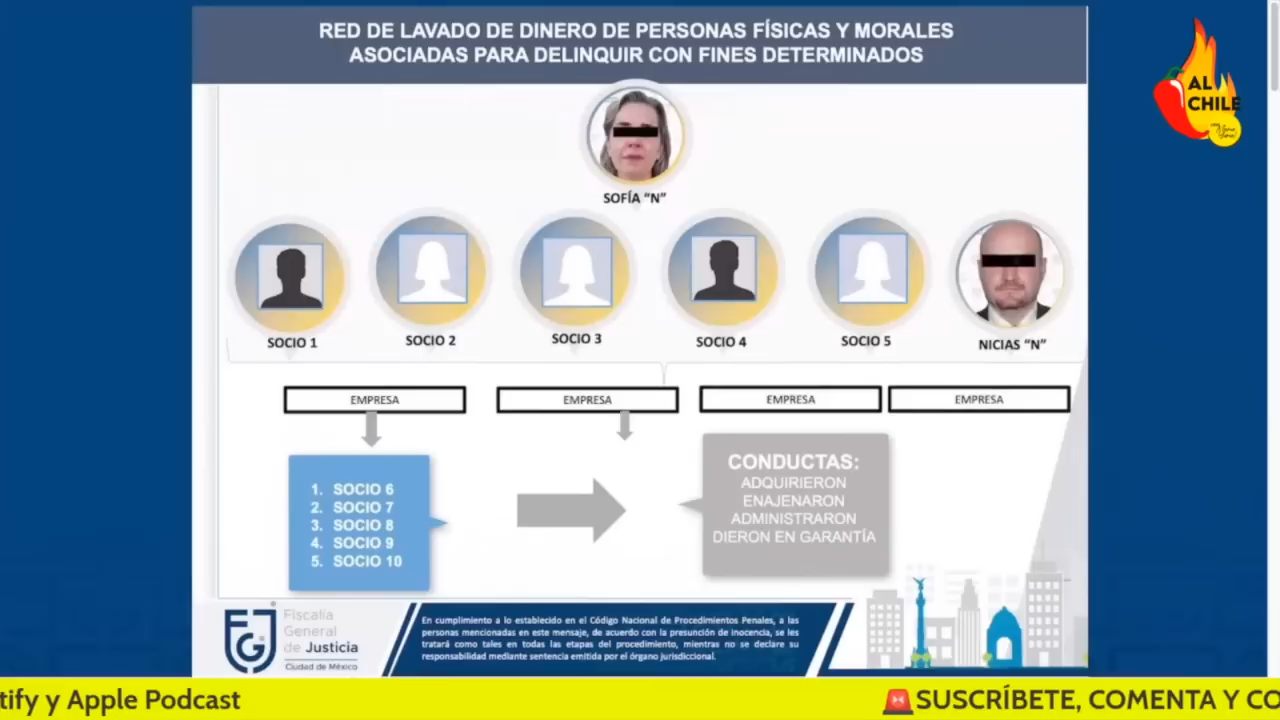 RED DE LAVADO DE DINERO DE PERSONAS FÍSICAS Y MORALES
ASOCIADAS PARA DELINQUIR CON FINES DETERMINADOS
AL
CHILE
SOFÍA “N”
SOCIO 1
SOCIO 2
SOCIO 3
SOCIO 4
SOCIO 5
NICIAS “N”
EMPRESA
EMPRESA
EMPRESA
EMPRESA
1. SOCIO 6
2. SOCIO 7
3. SOCIO 8
4. SOCIO 9
5. SOCIO 10
CONDUCTAS:
ADQUIRIERON
ENAJENARON
ADMINISTRARON
DIERON EN GARANTÍA
FGJ
Fiscalía
General
de Justicia
Ciudad de México
En cumplimiento a lo establecido en el Código Nacional de Procedimientos Penales, a las
personas mencionadas en este mensaje, de acuerdo con la presunción de inocencia, se les
tratará como tales en todas las etapas del procedimiento, mientras no se declare su
responsabilidad mediante sentencia emitida por el órgano jurisdiccional.
tify y Apple Podcast
SUSCRÍBETE, COMENTA Y CO